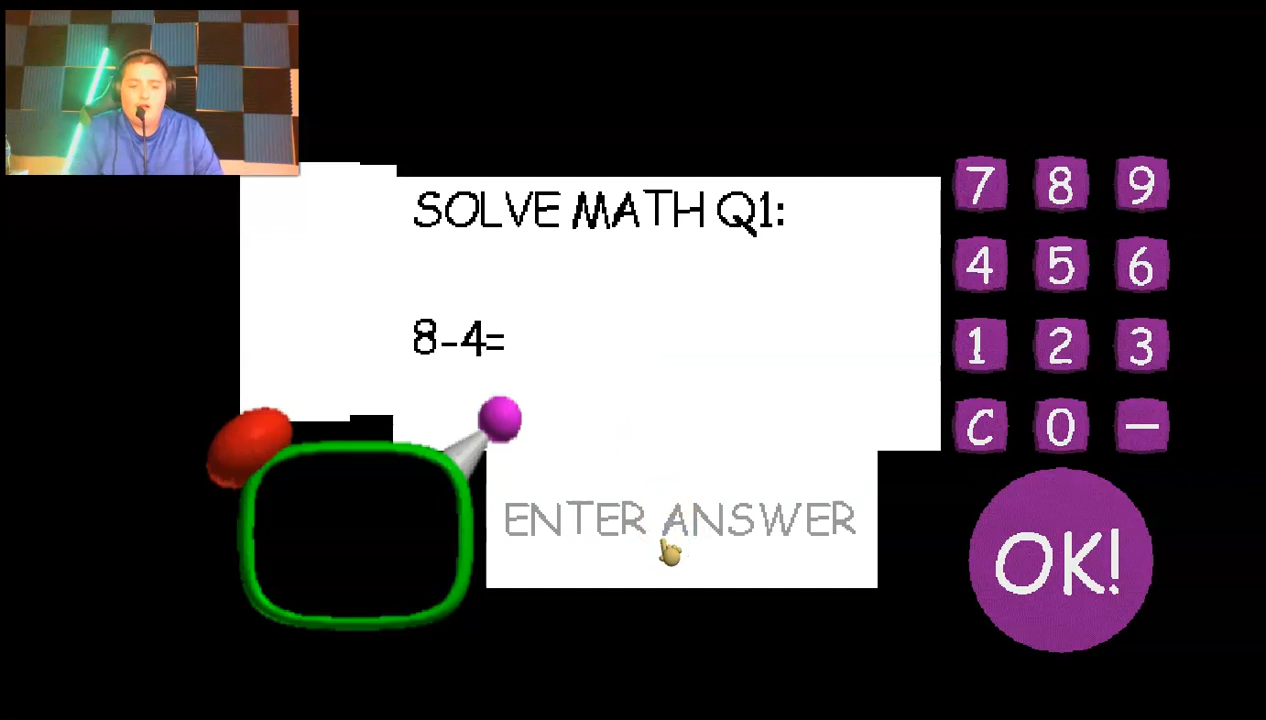 SOLVE MATH Q1:
8-4=
ENTER ANSWER
7 8 9
4 5 6
1 2 3
C 0 -
OK!